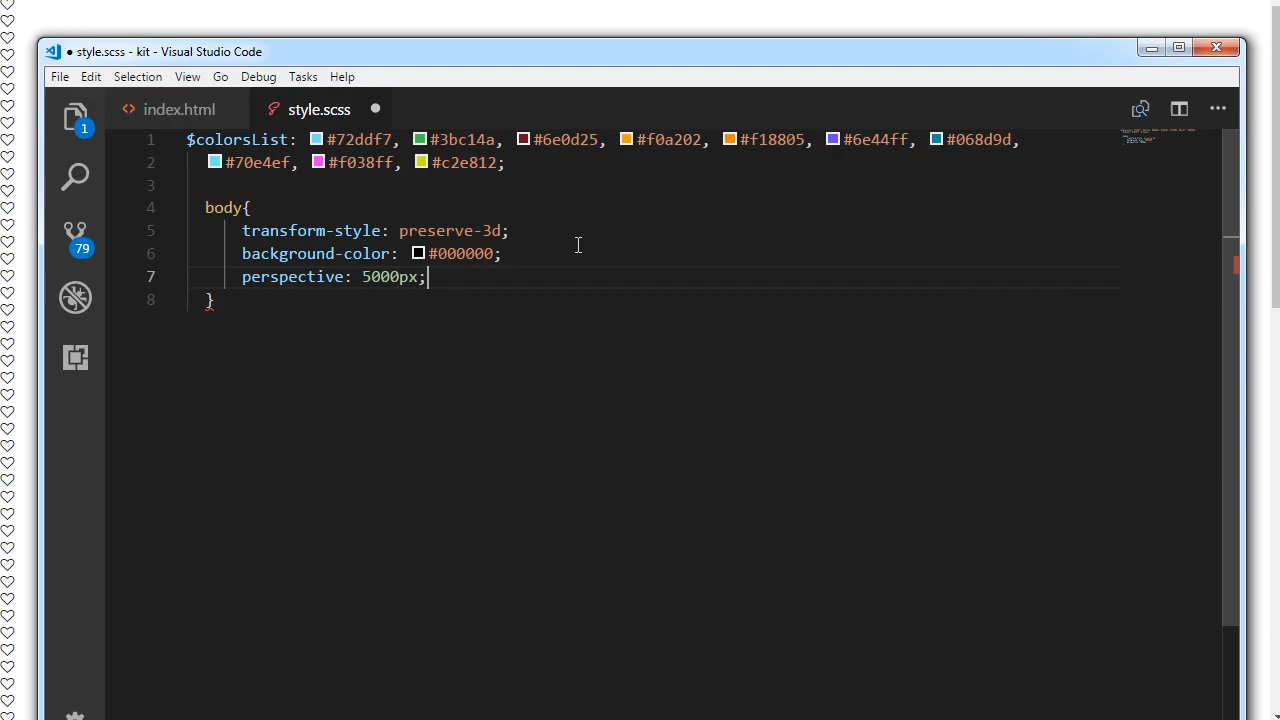 ● style.scss - kit - Visual Studio Code
File Edit Selection View Go Debug Tasks Help
index.html style.scss
1 $colorsList: #72ddf7, #3bc14a, #6e0d25, #f0a202, #f18805, #6e44ff, #068d9d,
2 #70e4ef, #f038ff, #c2e812;
3
4 body{
5 transform-style: preserve-3d;
6 background-color: #000000;
7 perspective: 5000px;
8 }
1
79